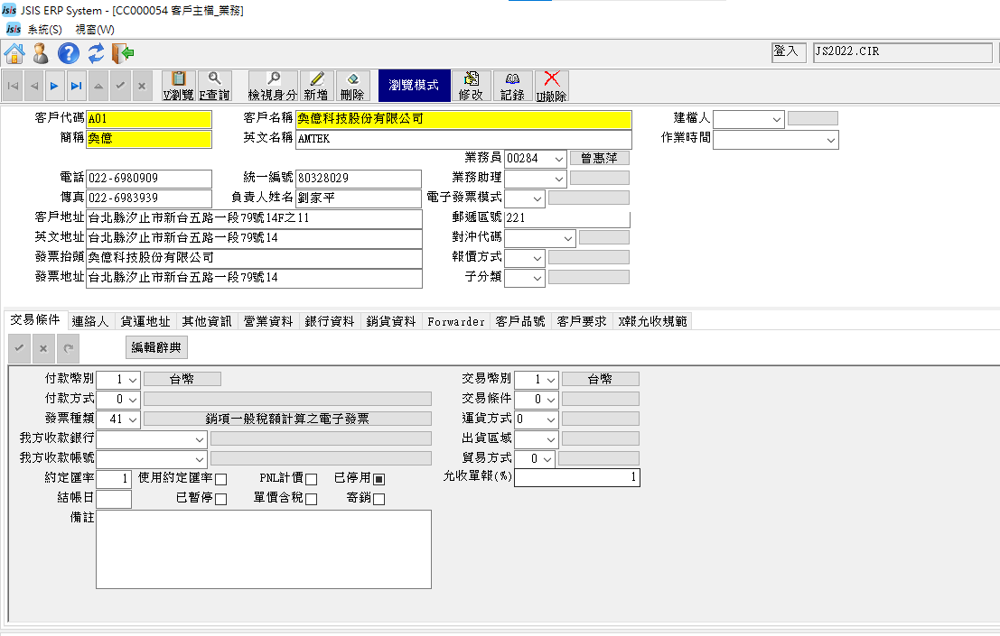 JSIS ERP System - [CC000054 客戶主檔_業務]
系統(S) 視窗(W)
登入 JS2022.CIR
V瀏覽 F查詢 檢視身分 新增 刪除 瀏覽模式 修改 記錄 U撤除
客戶代碼 A01 客戶名稱 奐億科技股份有限公司 建檔人
簡稱 奐億 英文名稱 AMTEK 作業時間
業務員 00284 曾惠萍
電話 022-6980909 統一編號 80328029 業務助理
傳真 022-6983939 負責人姓名 劉家平 電子發票模式
客戶地址 台北縣汐止市新台五路一段79號14F之11 郵遞區號 221
英文地址 台北縣汐止市新台五路一段79號14 對沖代碼
發票抬頭 奐億科技股份有限公司 報價方式
發票地址 台北縣汐止市新台五路一段79號14 子分類
交易條件 連絡人 貨運地址 其他資訊 營業資料 銀行資料 銷貨資料 Forwarder 客戶品號 客戶要求 X報允收規範
編輯辭典
付款幣別 1 台幣 交易幣別 1 台幣
付款方式 0 交易條件 0
發票種類 41 銷項一般稅額計算之電子發票 運貨方式 0
我方收款銀行 出貨區域
我方收款帳號 貿易方式 0
約定匯率 1 使用約定匯率 PNL計價 已停用 允收單報(%) 1
結帳日 已暫停 單價含稅 寄銷
備註